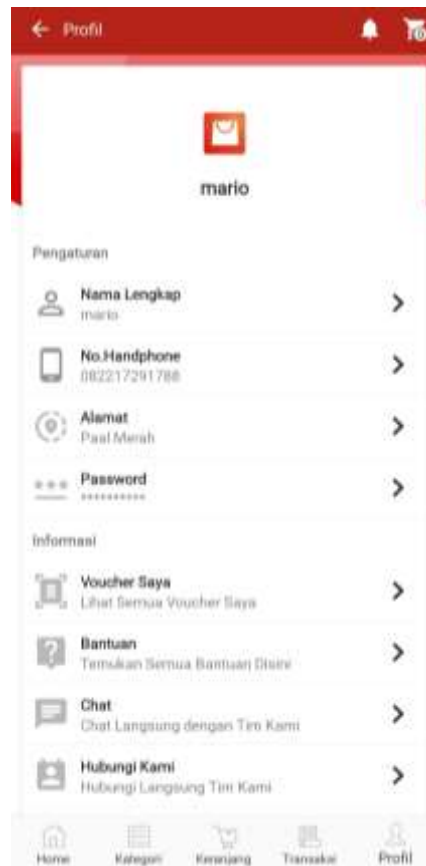 Profil
mario
Pengaturan
Nama Lengkap
mario
No.Handphone
082217291788
Alamat
Paal Merah
Password
**********
Informasi
Voucher Saya
Lihat Semua Voucher Saya
Bantuan
Temukan Semua Bantuan Disini
Chat
Chat Langsung dengan Tim Kami
Hubungi Kami
Hubungi Langsung Tim Kami
Home Kategori Keranjang Transaksi Profil